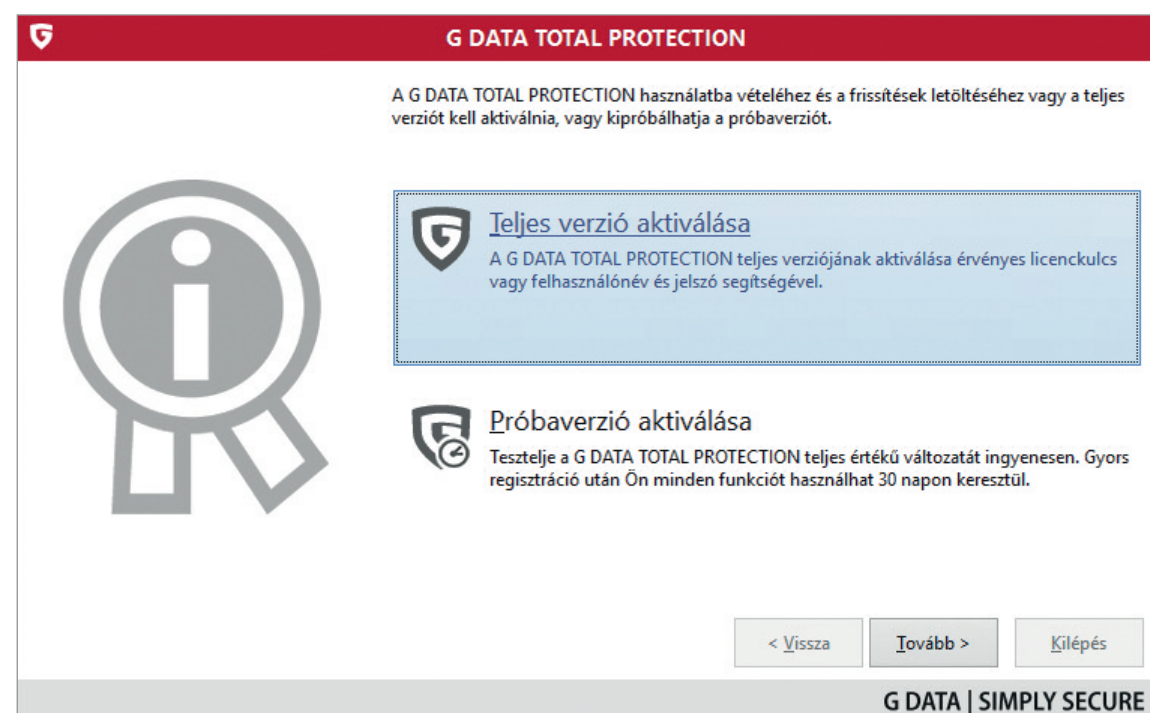 G DATA TOTAL PROTECTION
A G DATA TOTAL PROTECTION használatba vételéhez és a frissítések letöltéséhez vagy a teljes
verziót kell aktiválnia, vagy kipróbálhatja a próbaverziót.
Teljes verzió aktiválása
A G DATA TOTAL PROTECTION teljes verziójának aktiválása érvényes licenckulcs
vagy felhasználónév és jelszó segítségével.
Próbaverzió aktiválása
Tesztelje a G DATA TOTAL PROTECTION teljes értékű változatát ingyenesen. Gyors
regisztráció után Ön minden funkciót használhat 30 napon keresztül.
< Vissza
Tovább >
Kilépés
G DATA | SIMPLY SECURE